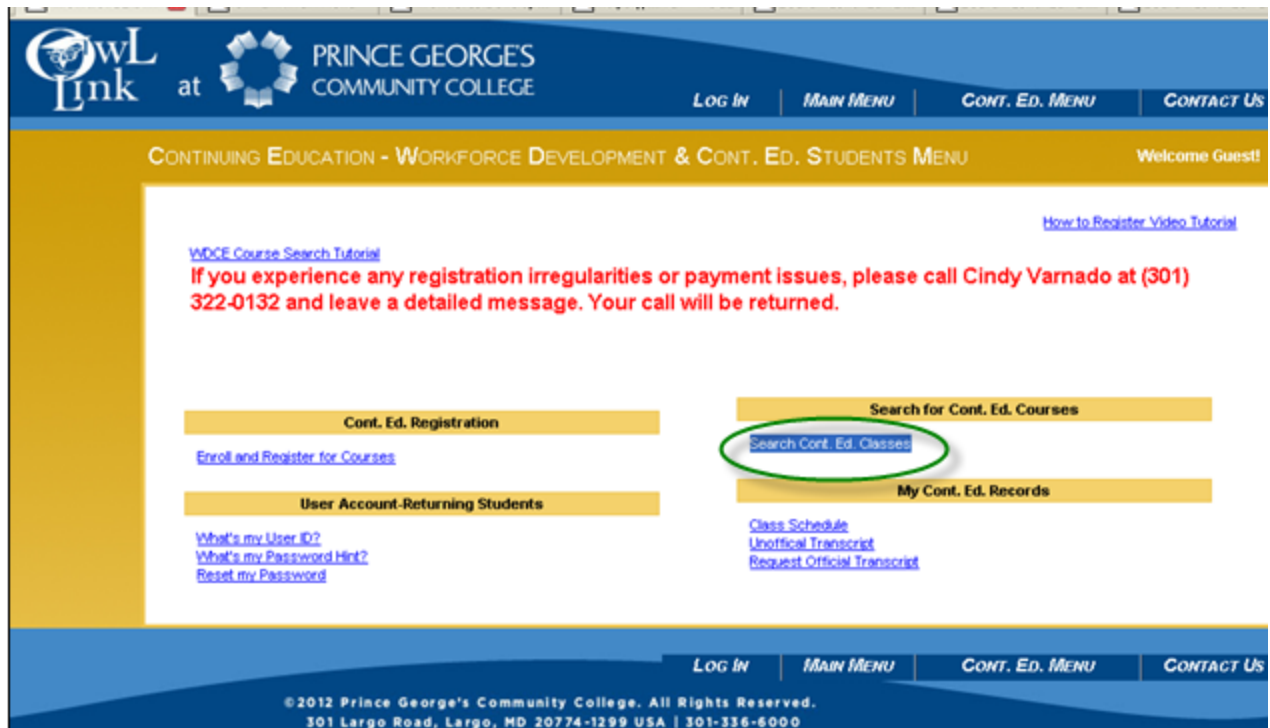 OWL
Link
at
PRINCE GEORGE'S
COMMUNITY COLLEGE
LOG IN
MAIN MENU
CONT. ED. MENU
CONTACT US
CONTINUING EDUCATION - WORKFORCE DEVELOPMENT & CONT. ED. STUDENTS MENU
Welcome Guest!
How to Register Video Tutorial
WDCE Course Search Tutorial
If you experience any registration irregularities or payment issues, please call Cindy Varnado at (301)
322-0132 and leave a detailed message. Your call will be returned.
Cont. Ed. Registration
Enroll and Register for Courses
User Account-Returning Students
What's my User ID?
What's my Password Hint?
Reset my Password
Search for Cont. Ed. Courses
Search Cont. Ed. Classes
My Cont. Ed. Records
Class Schedule
Unoffical Transcript
Request Official Transcript
LOG IN
MAIN MENU
CONT. ED. MENU
CONTACT US
©2012 Prince George's Community College. All Rights Reserved.
301 Largo Road, Largo, MD 20774-1299 USA | 301-336-6000